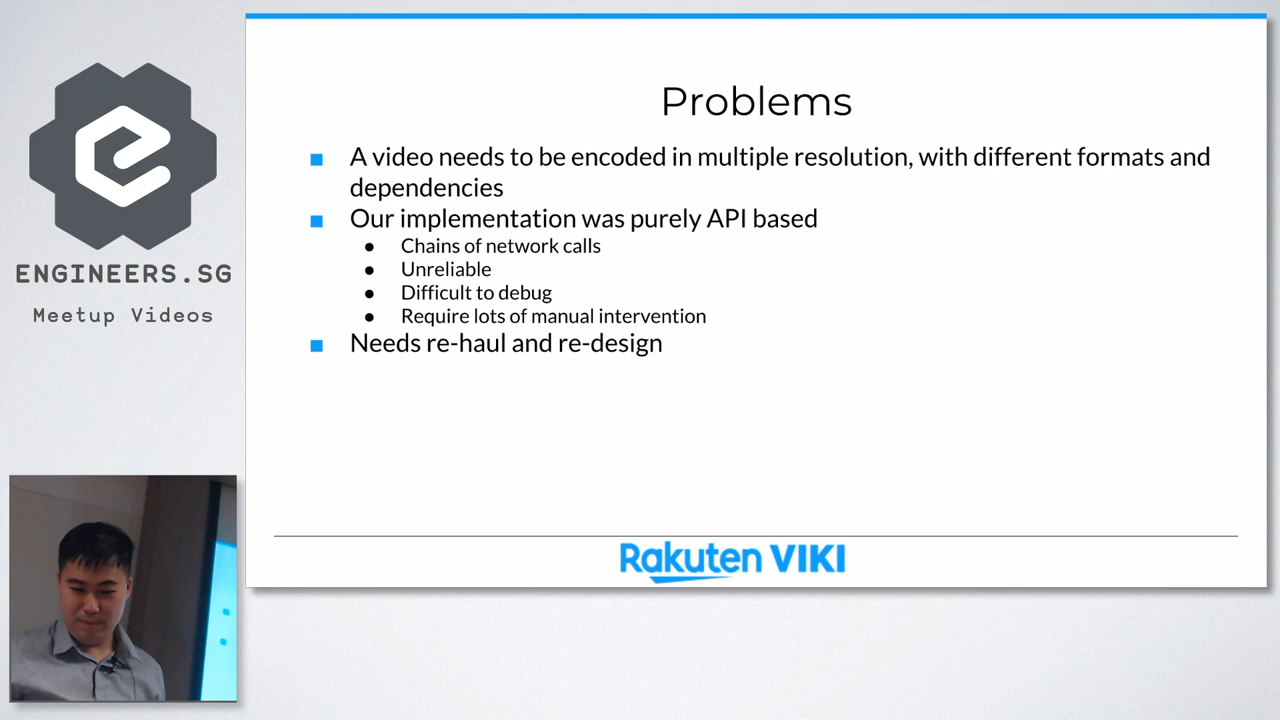 ENGINEERS.SG
Meetup Videos
Problems
A video needs to be encoded in multiple resolution, with different formats and
dependencies
Our implementation was purely API based
Chains of network calls
Unreliable
Difficult to debug
Require lots of manual intervention
Needs re-haul and re-design
Rakuten VIKI